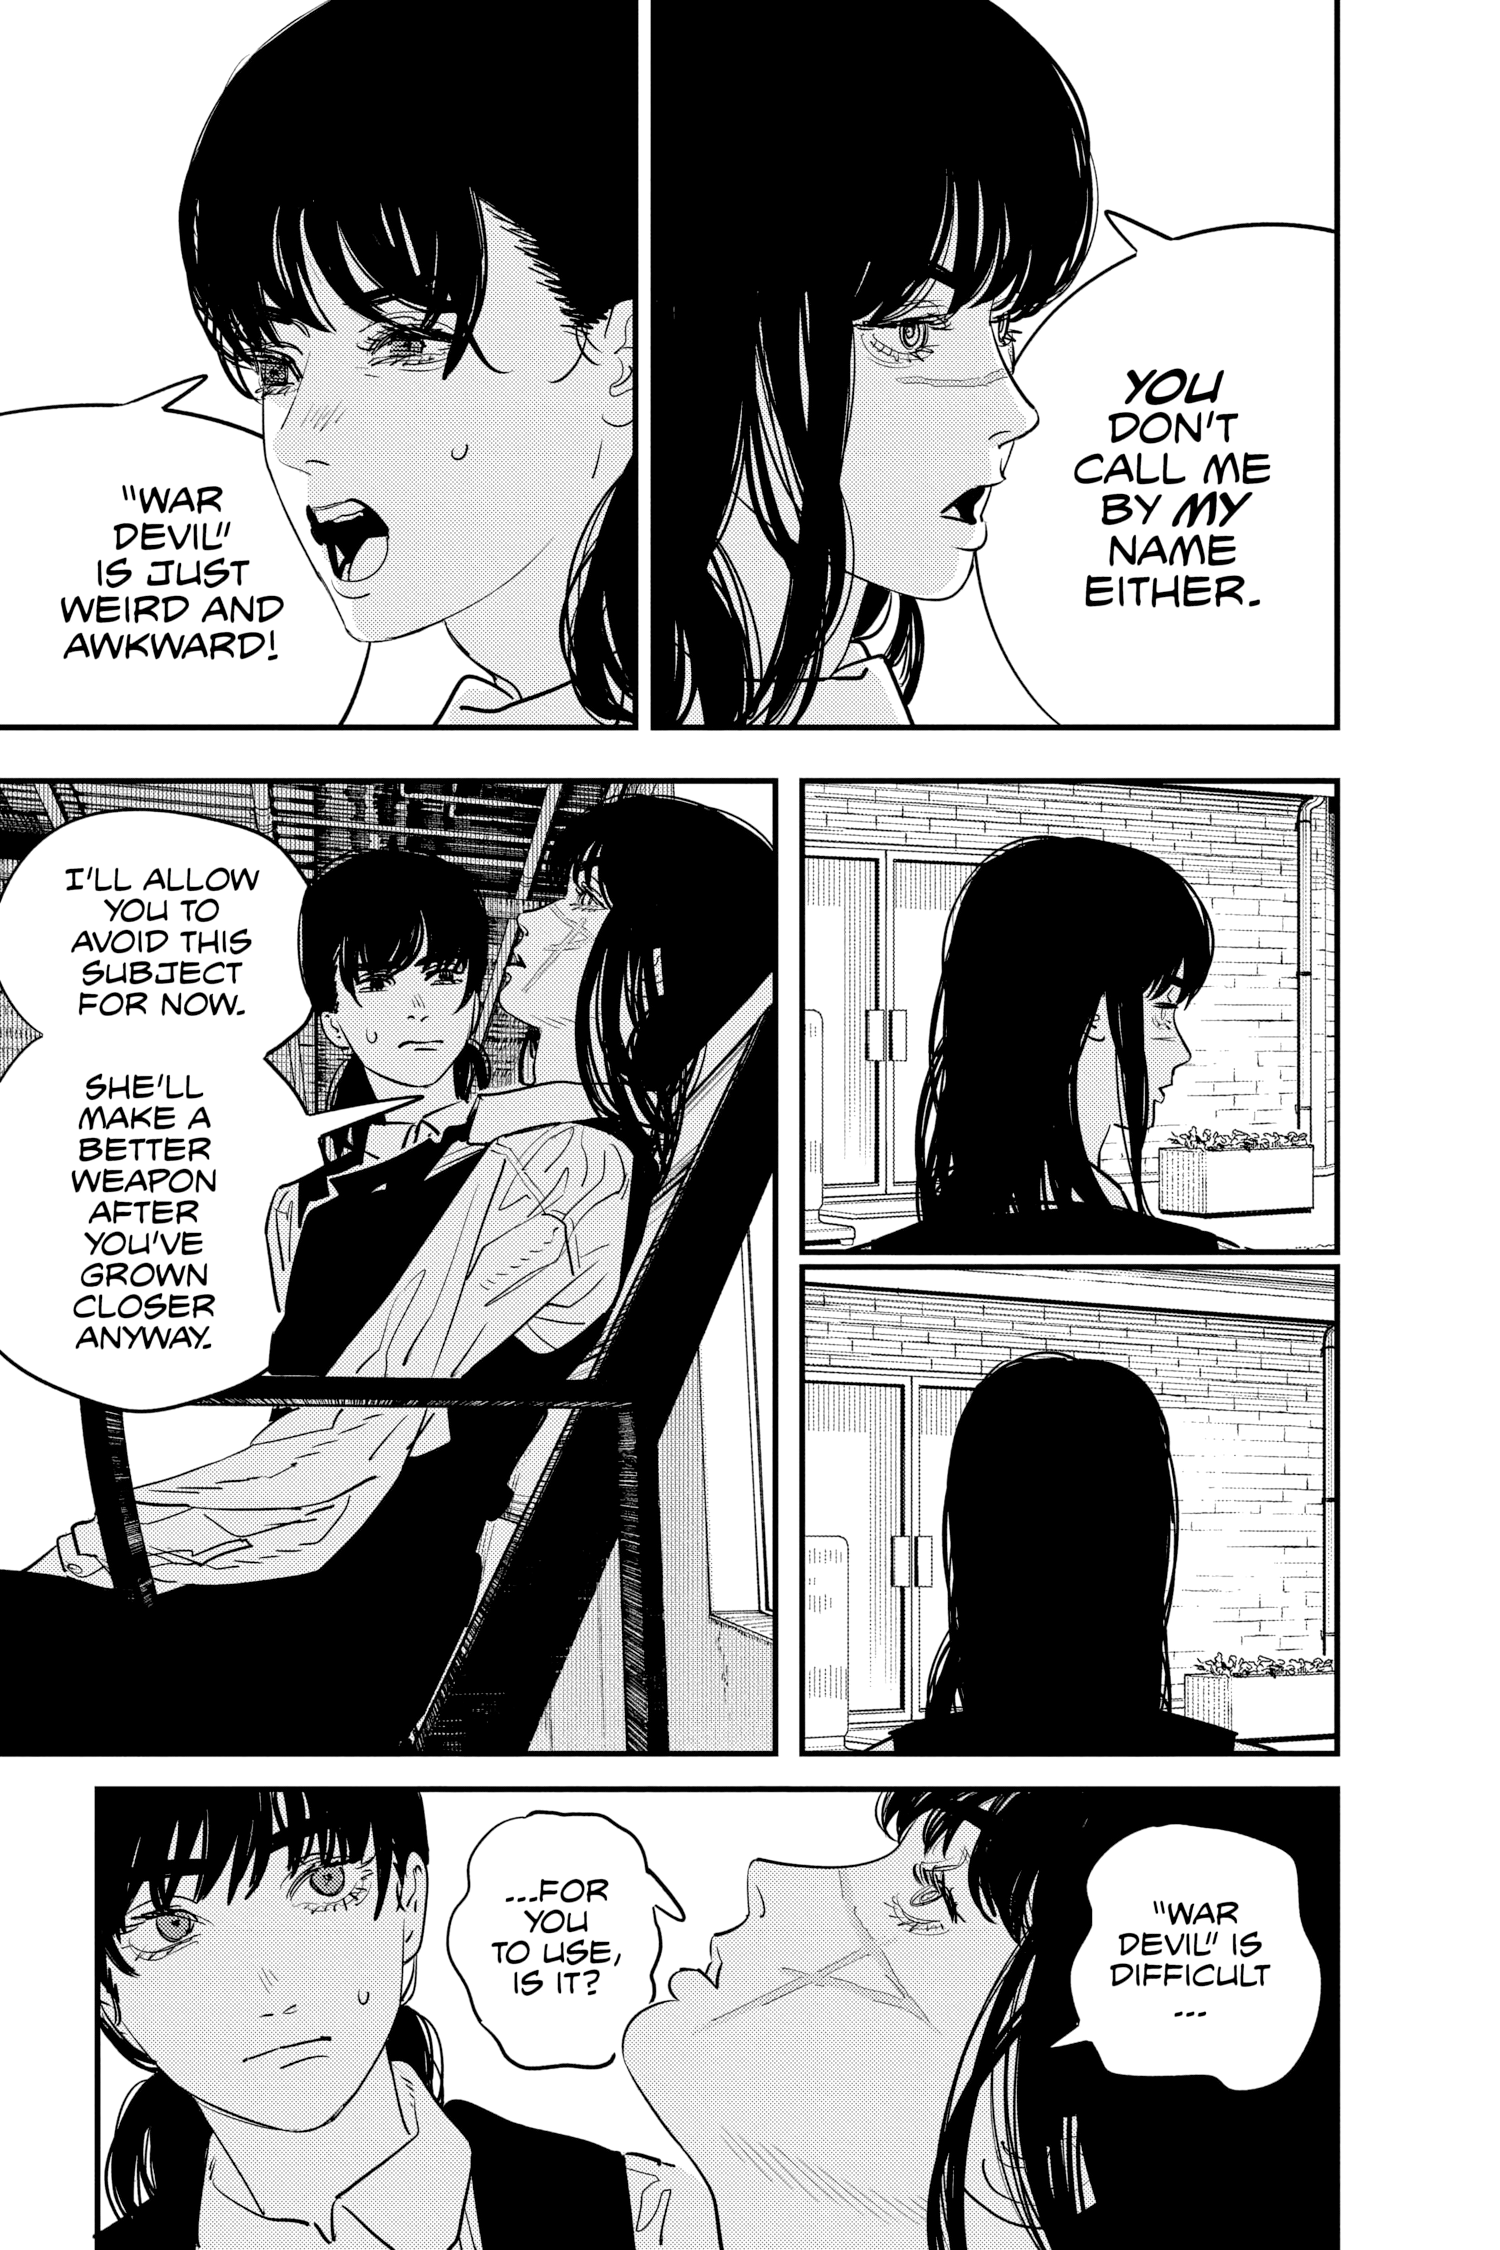 YOU
DON'T
CALL ME
BY MY
NAME
EITHER.
"WAR
DEVIL"
IS JUST
WEIRD AND
AWKWARD!
I'LL ALLOW
YOU TO
AVOID THIS
SUBJECT
FOR NOW.
SHE'LL
MAKE A
BETTER
WEAPON
AFTER
YOU'VE
GROWN
CLOSER
ANYWAY.
"WAR
DEVIL" IS
DIFFICULT
...
...FOR
YOU
TO USE,
IS IT?